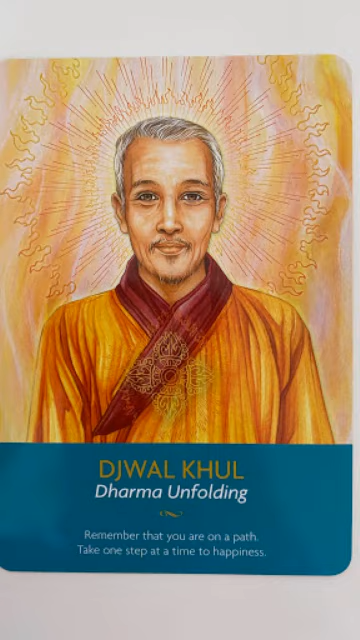 DJWAL KHUL
Dharma Unfolding
Remember that you are on a path.
Take one step at a time to happiness.